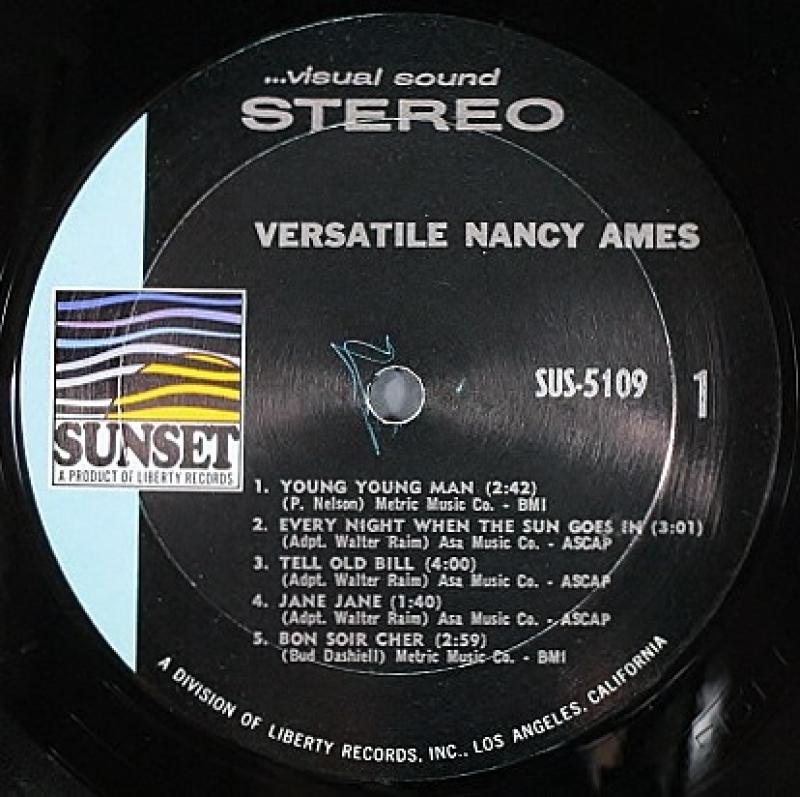 ...visual sound
STEREO
VERSATILE NANCY AMES
SUS-5109
1
SUNSET
A PRODUCT OF LIBERTY RECORDS
1. YOUNG YOUNG MAN (2:42)
(P. Nelson) Metric Music Co. - BMI
2. EVERY NIGHT WHEN THE SUN GOES IN (3:01)
(Adpt. Walter Raim) Asa Music Co. - ASCAP
3. TELL OLD BILL (4:00)
(Adpt. Walter Raim) Asa Music Co. - ASCAP
4. JANE JANE (1:40)
(Adpt. Walter Raim) Asa Music Co. - ASCAP
5. BON SOIR CHER (2:59)
(Bud Dashiell) Metric Music Co. - BMI
A DIVISION OF LIBERTY RECORDS, INC., LOS ANGELES, CALIFORNIA